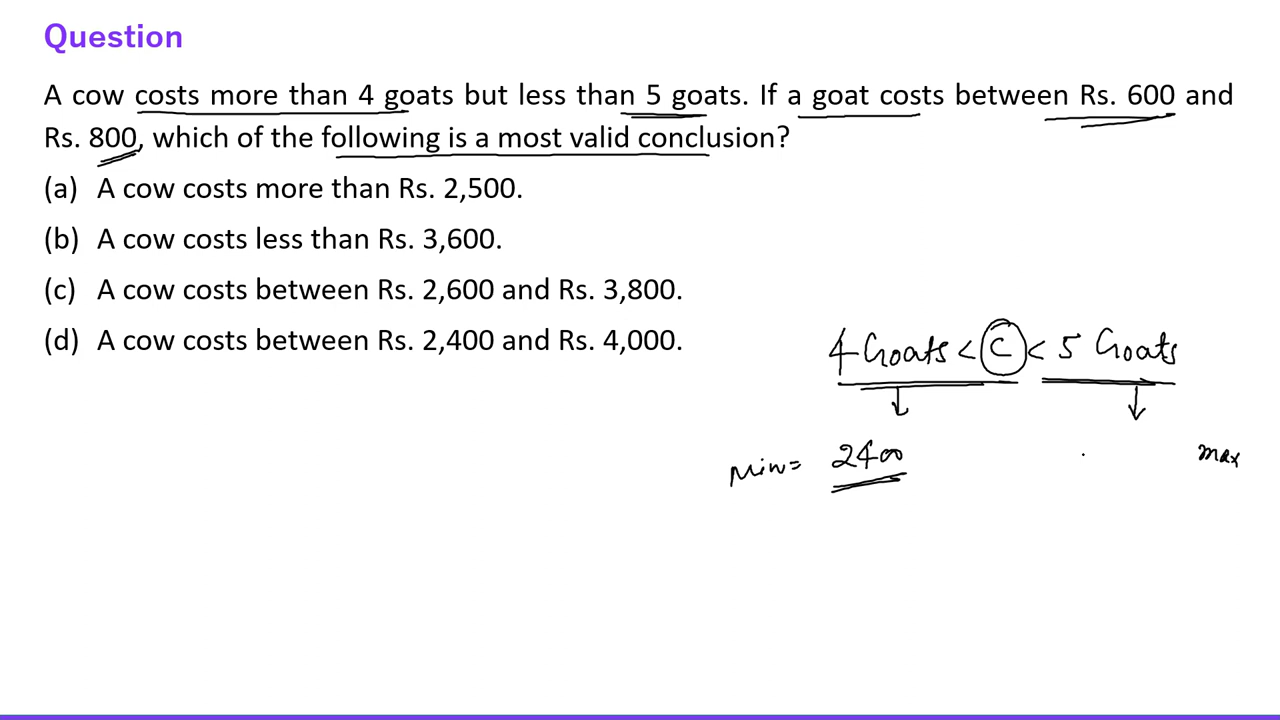 Question
A cow costs more than 4 goats but less than 5 goats. If a goat costs between Rs. 600 and
Rs. 800, which of the following is a most valid conclusion?
(a) A cow costs more than Rs. 2,500.
(b) A cow costs less than Rs. 3,600.
(c) A cow costs between Rs. 2,600 and Rs. 3,800.
(d) A cow costs between Rs. 2,400 and Rs. 4,000.
4 Goats < C < 5 Goats
Min = 2400 max